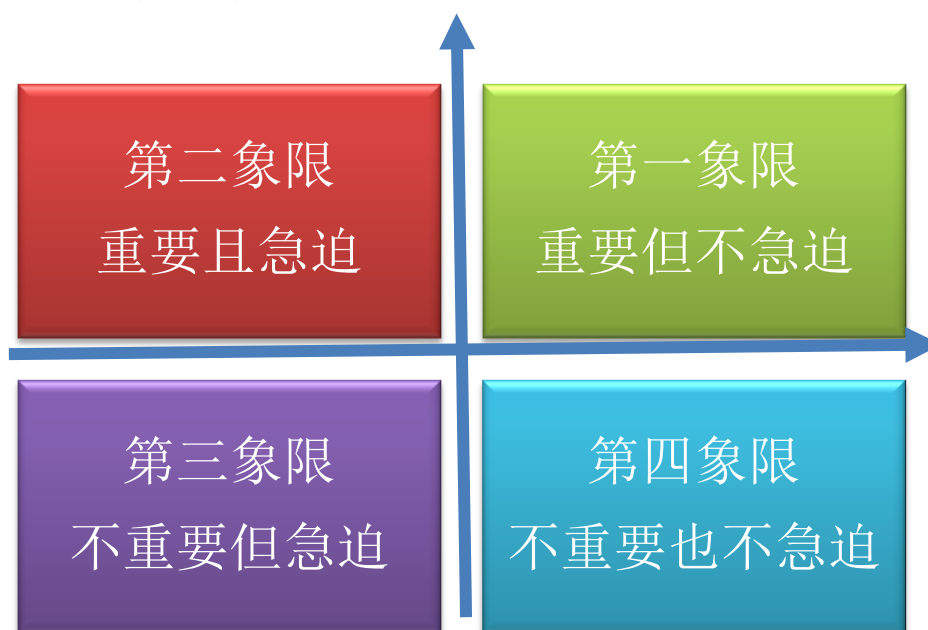 第二象限
重要且急迫
第一象限
重要但不急迫
第三象限
不重要但急迫
第四象限
不重要也不急迫